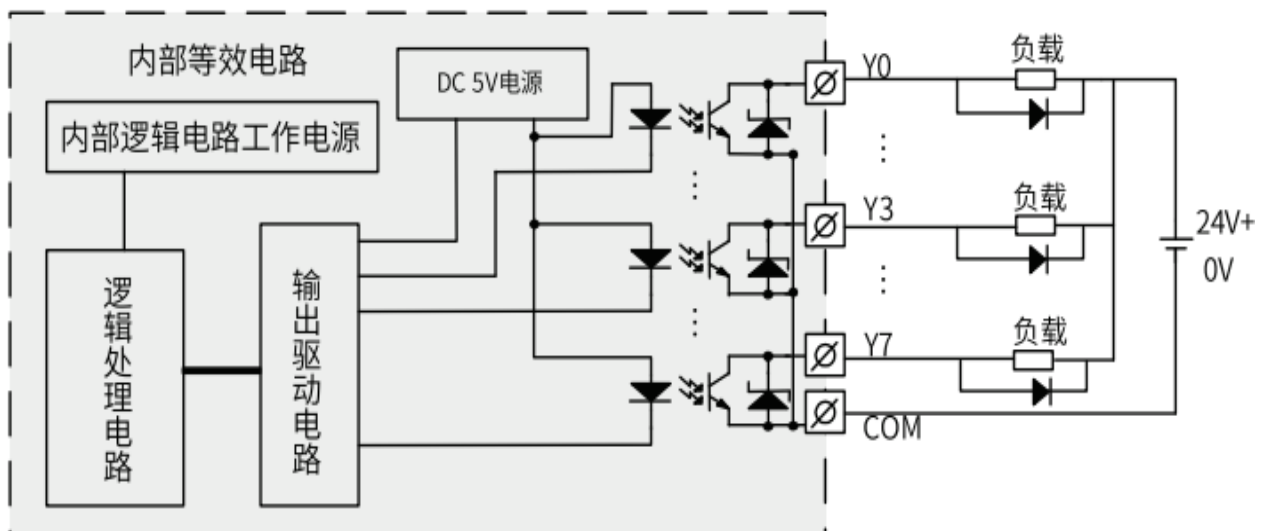 内部等效电路
DC 5V电源
内部逻辑电路工作电源
逻辑处理电路
输出驱动电路
Y0
负载
Y3
负载
24V+
0V
Y7
负载
COM